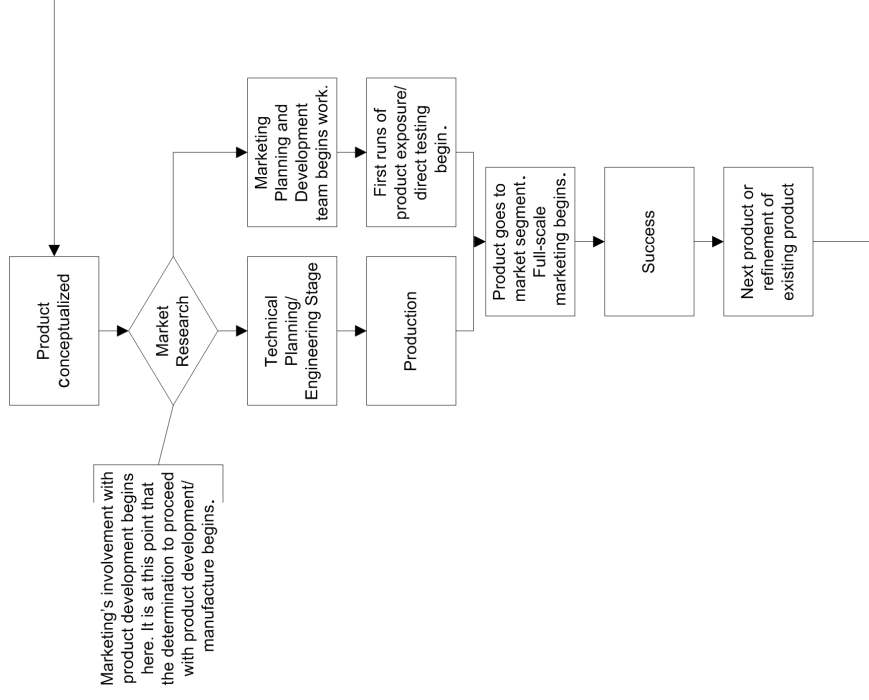 Product
conceptualized
Market
Research
Marketing's involvement with
product development begins
here. It is at this point that
the determination to proceed
with product development/
manufacture begins.
Technical
Planning/
Engineering Stage
Marketing
Planning and
Development
team begins work.
Production
First runs of
product exposure/
direct testing
begin.
Product goes to
market segment.
Full-scale
marketing begins.
Success
Next product or
refinement of
existing product